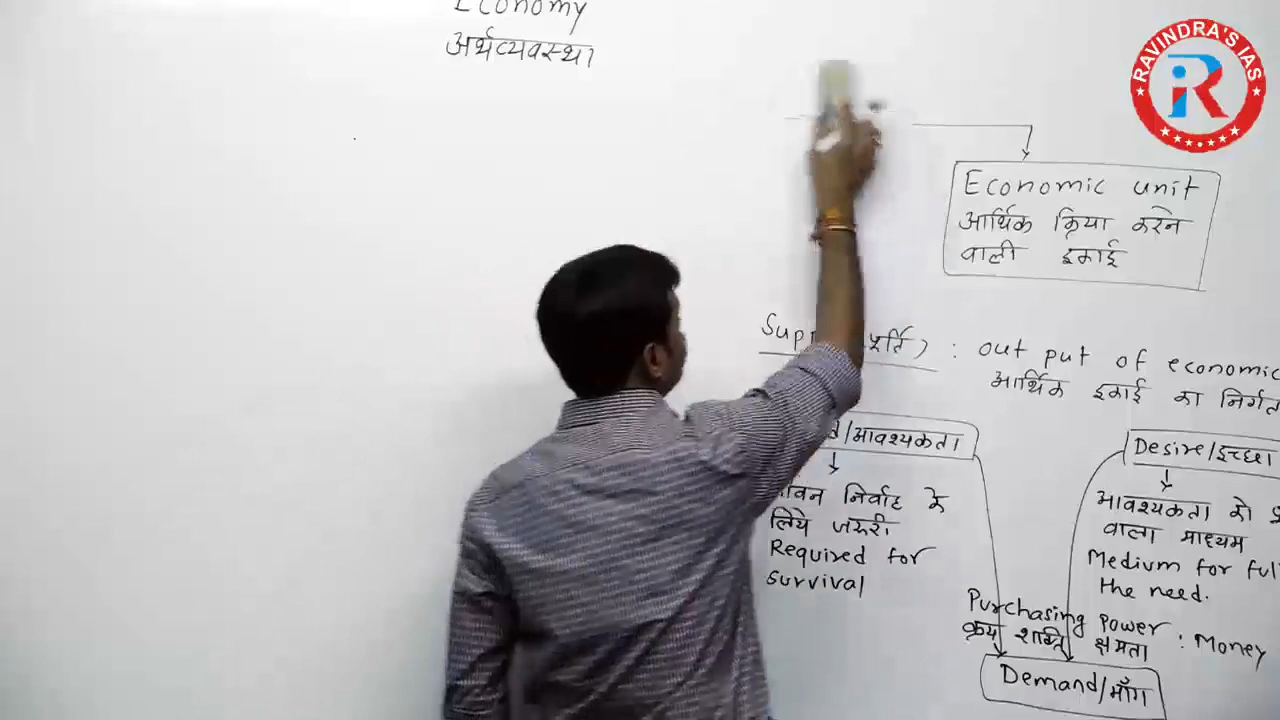 Economy
अर्थव्यवस्था
RAVINDRA'S IAS
iR
Economic unit
आर्थिक क्रिया करने
वाली इकाई
: out put of economic
आर्थिक इकाई का निर्गत
/आवश्यकता
जीवन निर्वाह के
लिये जरूरी
Required for
survival
Desire/इच्छा
आवश्यकता को
वाला माध्यम
Medium for
the need.
Purchasing Power : Money
क्रय शक्ति क्षमता
Demand/माँग